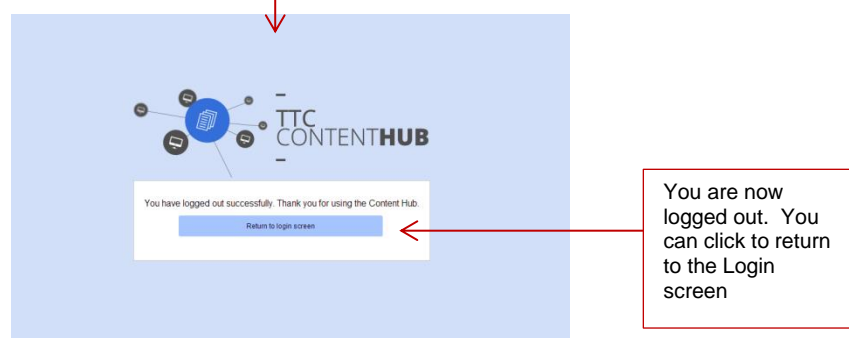 TTC
CONTENTHUB
You have logged out successfully. Thank you for using the Content Hub.
Return to login screen
You are now
logged out.  You
can click to return
to the Login
screen